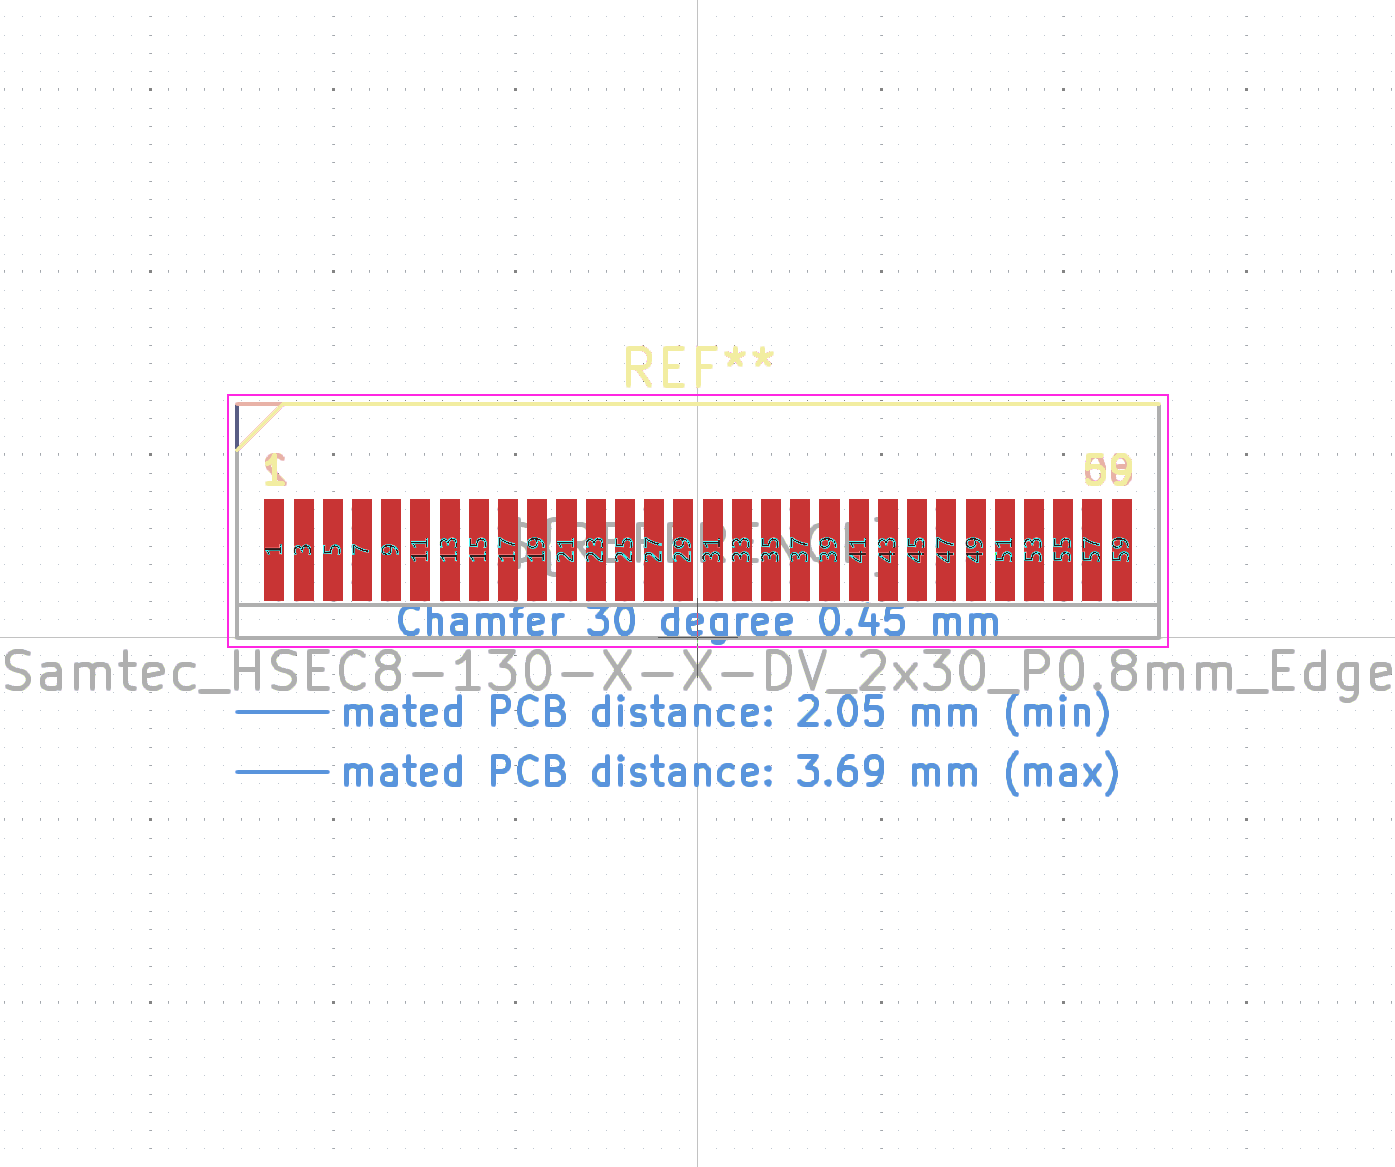 REF**
1 59
${REFERENCE}
1 3 5 7 9 11 13 15 17 19 21 23 25 27 29 31 33 35 37 39 41 43 45 47 49 51 53 55 57 59
Chamfer 30 degree 0.45 mm
Samtec_HSEC8-130-X-X-DV_2x30_P0.8mm_Edge
mated PCB distance: 2.05 mm (min)
mated PCB distance: 3.69 mm (max)